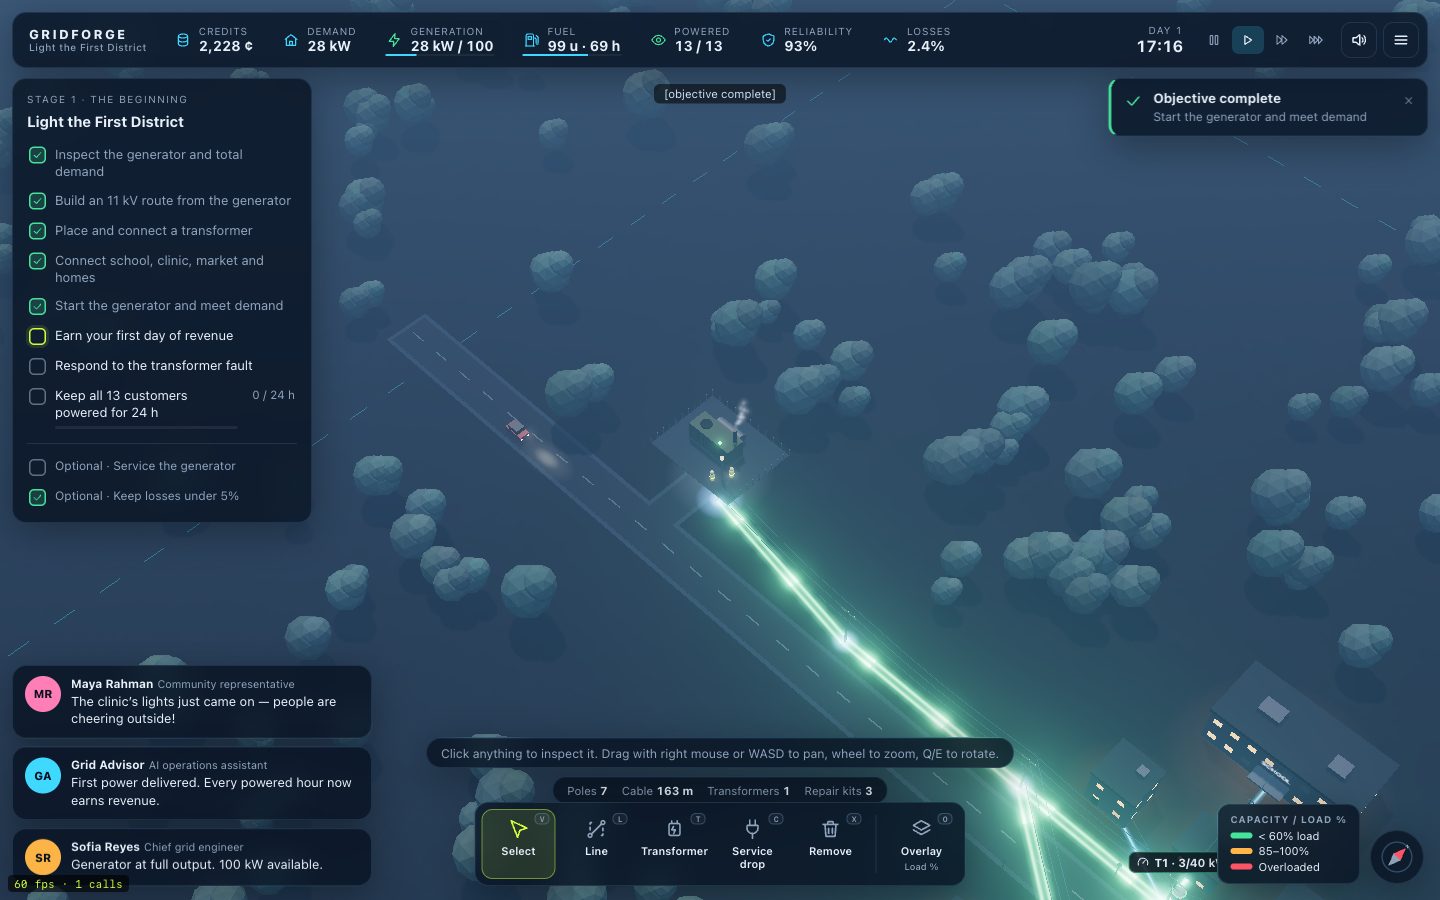 GRIDFORGE
Light the First District
CREDITS
2,228 ¢
DEMAND
28 kW
GENERATION
28 kW / 100
FUEL
99 u · 69 h
POWERED
13 / 13
RELIABILITY
93%
LOSSES
2.4%
DAY 1
17:16
STAGE 1 · THE BEGINNING
Light the First District
Inspect the generator and total
demand
Build an 11 kV route from the generator
Place and connect a transformer
Connect school, clinic, market and
homes
Start the generator and meet demand
Earn your first day of revenue
Respond to the transformer fault
Keep all 13 customers
powered for 24 h
0 / 24 h
Optional · Service the generator
Optional · Keep losses under 5%
[objective complete]
Objective complete
Start the generator and meet demand
MR
Maya Rahman Community representative
The clinic's lights just came on — people are
cheering outside!
GA
Grid Advisor AI operations assistant
First power delivered. Every powered hour now
earns revenue.
SR
Sofia Reyes Chief grid engineer
Generator at full output. 100 kW available.
60 fps · 1 calls
Click anything to inspect it. Drag with right mouse or WASD to pan, wheel to zoom, Q/E to rotate.
Poles 7 Cable 163 m Transformers 1 Repair kits 3
V
Select
L
Line
T
Transformer
C
Service
drop
X
Remove
O
Overlay
Load %
T1 · 3/40
CAPACITY / LOAD %
< 60% load
85–100%
Overloaded